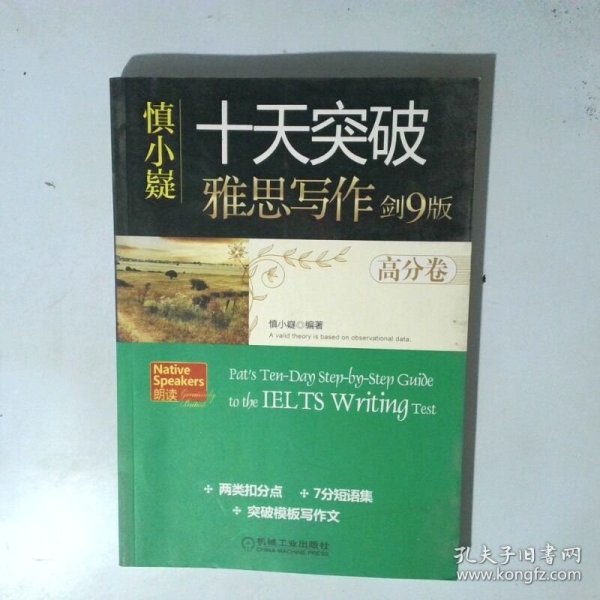 慎小嶷
十天突破
雅思写作 剑9版
高分卷
慎小嶷◎编著
A valid theory is based on observational data.
Native
Speakers
朗读 Genuinely
British
Pat's Ten-Day Step-by-Step Guide
to the IELTS Writing Test
两类扣分点 7分短语集
突破模板写作文
机械工业出版社
CHINA MACHINE PRESS
孔夫子旧书网
www.kongfz.com